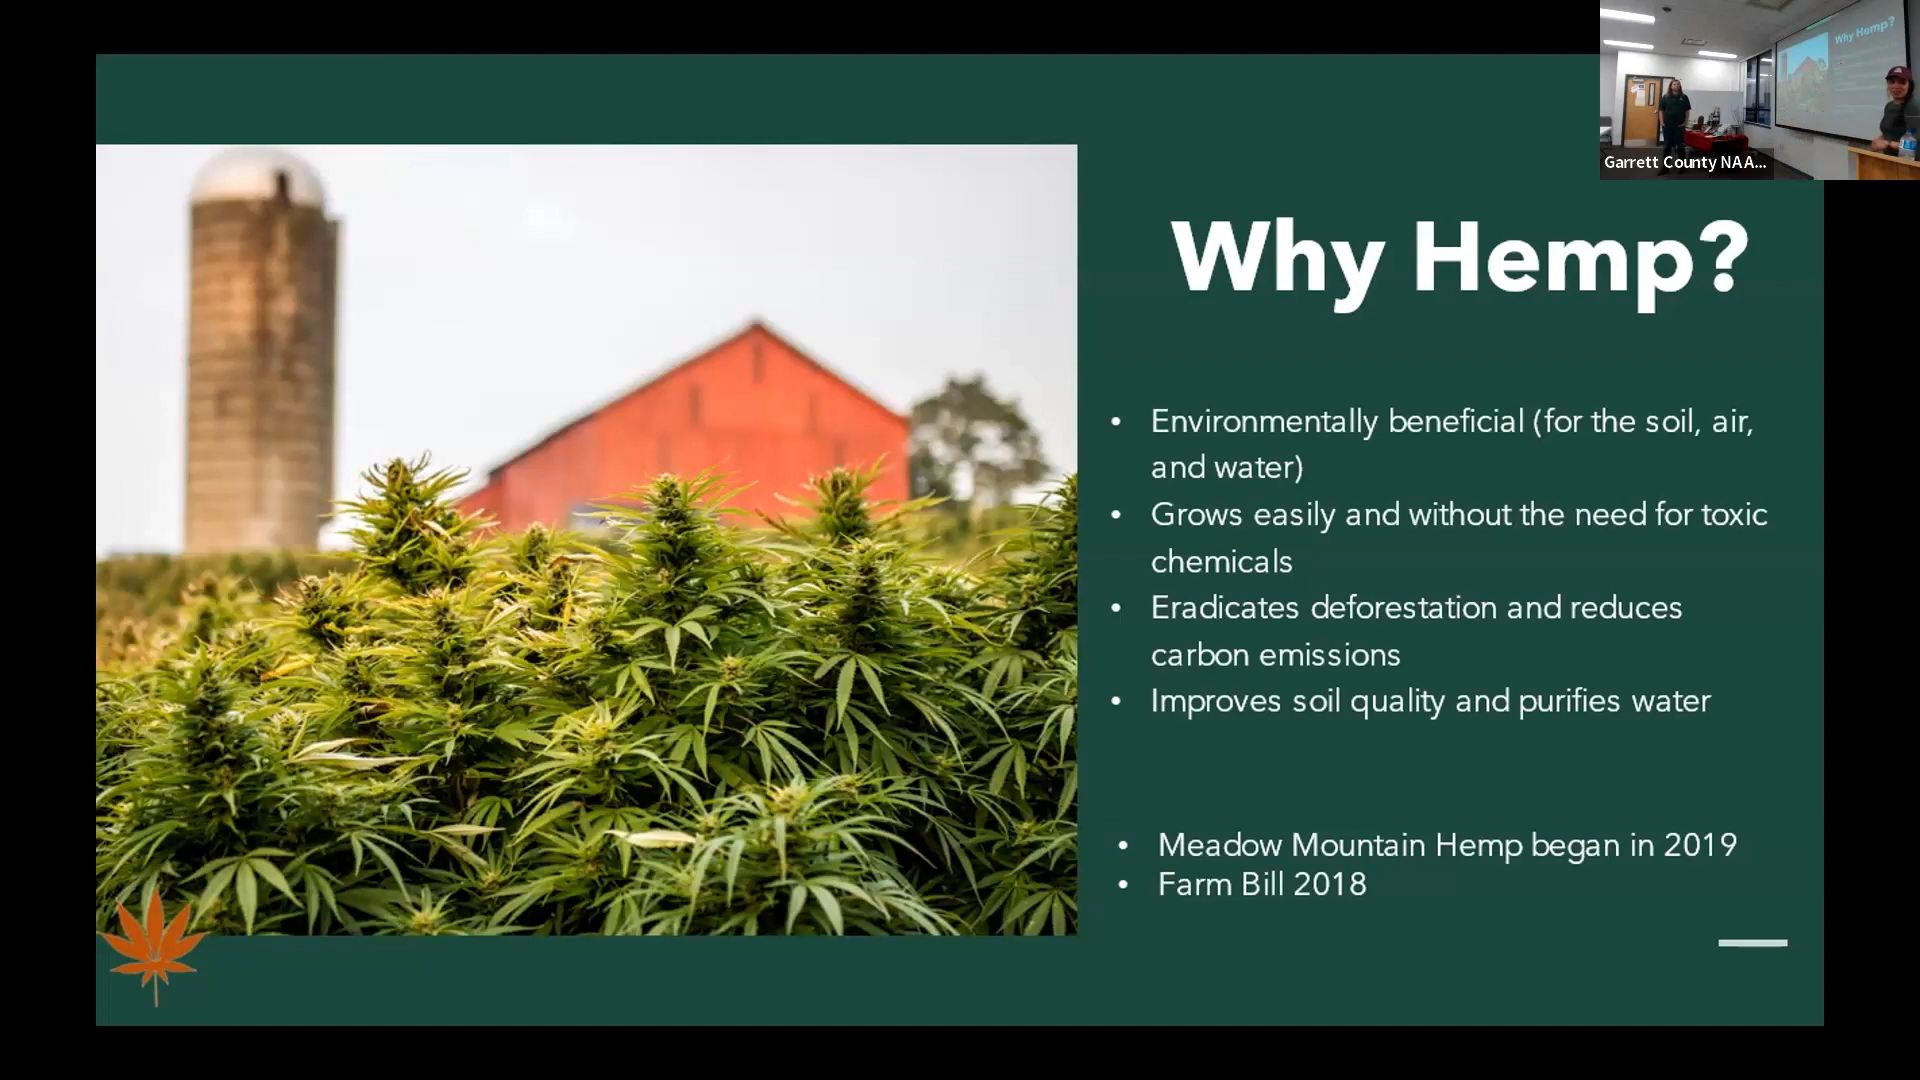 Why Hemp?
Garrett County NAA...
Why Hemp?
• Environmentally beneficial (for the soil, air,
and water)
• Grows easily and without the need for toxic
chemicals
• Eradicates deforestation and reduces
carbon emissions
• Improves soil quality and purifies water
• Meadow Mountain Hemp began in 2019
• Farm Bill 2018